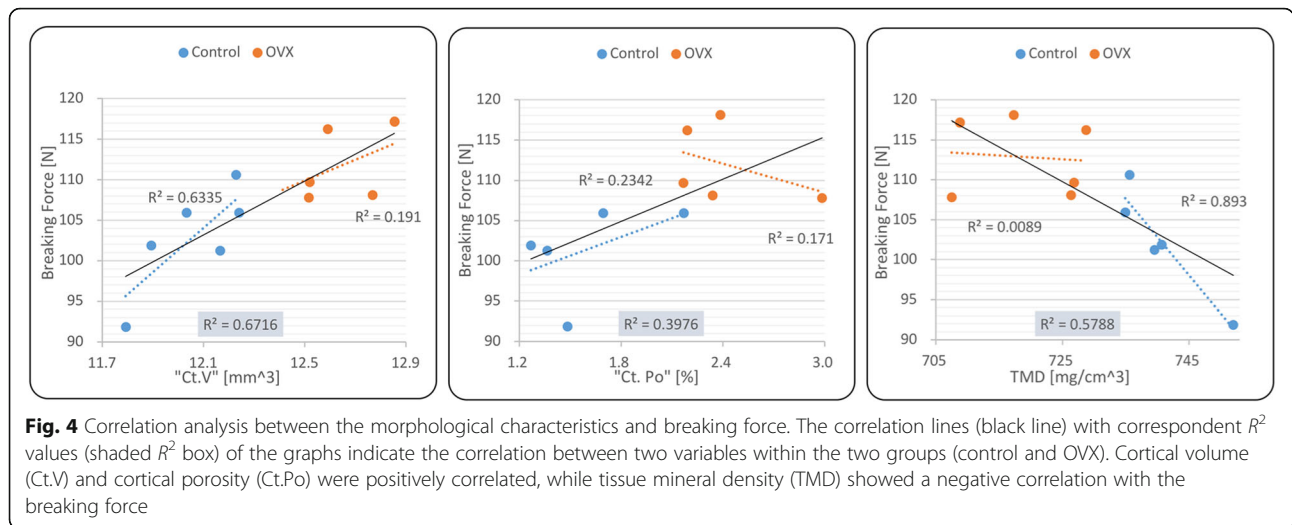 Control OVX
120
115
110
105
100
95
90
Breaking Force [N]
R² = 0.6335
R² = 0.191
R² = 0.6716
11.7 12.1 12.5 12.9
"Ct.V" [mm^3]
Control OVX
120
115
110
105
100
95
90
Breaking Force [N]
R² = 0.2342
R² = 0.171
R² = 0.3976
1.2 1.8 2.4 3.0
"Ct. Po" [%]
Control OVX
120
115
110
105
100
95
90
Breaking Force [N]
R² = 0.893
R² = 0.0089
R² = 0.5788
705 725 745
TMD [mg/cm^3]
Fig. 4 Correlation analysis between the morphological characteristics and breaking force. The correlation lines (black line) with correspondent R²
values (shaded R² box) of the graphs indicate the correlation between two variables within the two groups (control and OVX). Cortical volume
(Ct.V) and cortical porosity (Ct.Po) were positively correlated, while tissue mineral density (TMD) showed a negative correlation with the
breaking force